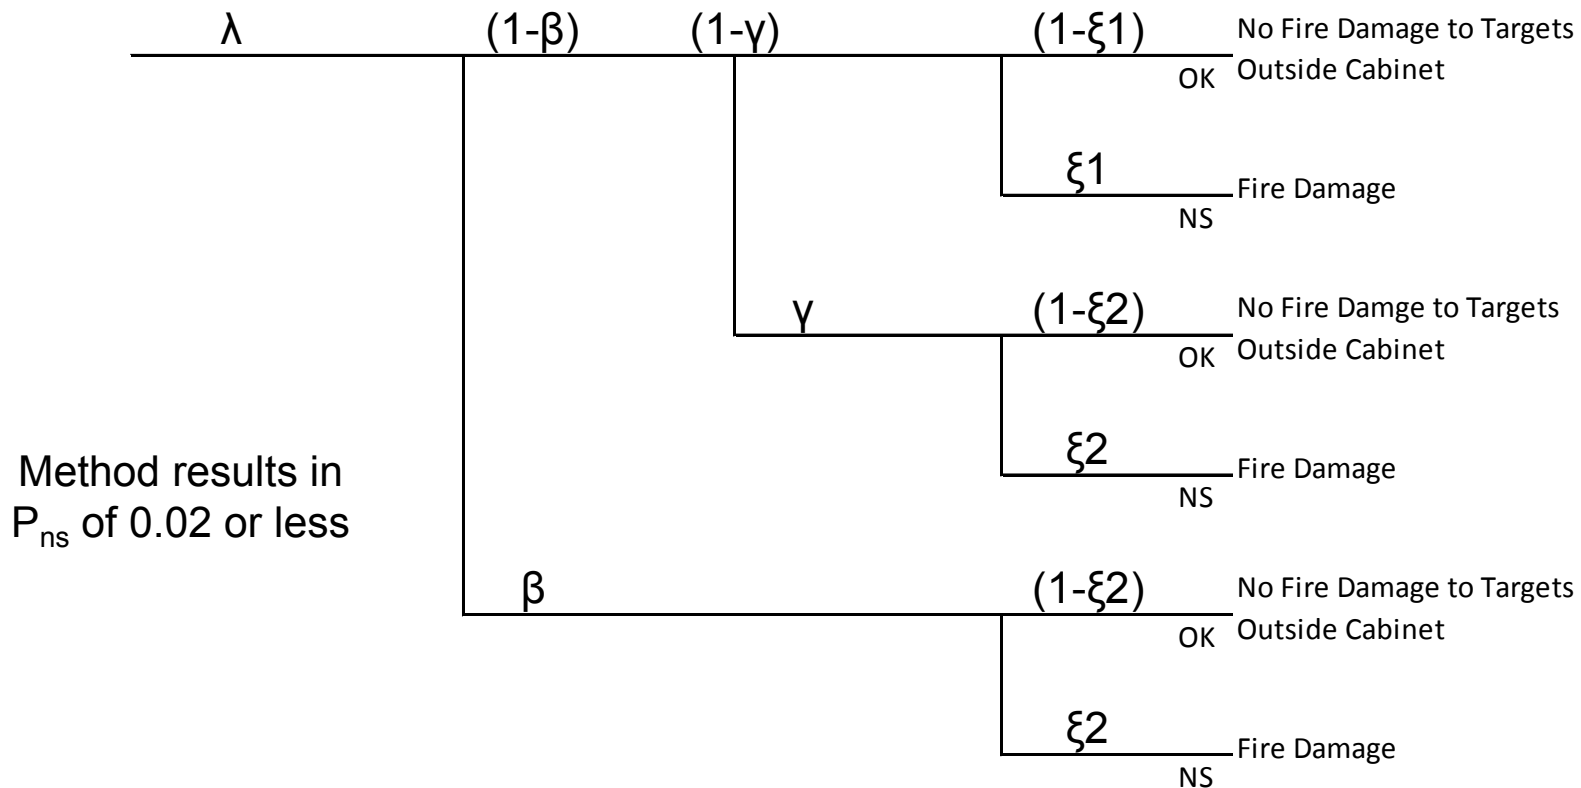 λ (1-β) (1-γ) (1-ξ1) No Fire Damage to Targets
OK Outside Cabinet
ξ1 Fire Damage
NS
γ (1-ξ2) No Fire Damge to Targets
OK Outside Cabinet
Method results in
P_ns of 0.02 or less
ξ2 Fire Damage
NS
β (1-ξ2) No Fire Damage to Targets
OK Outside Cabinet
ξ2 Fire Damage
NS